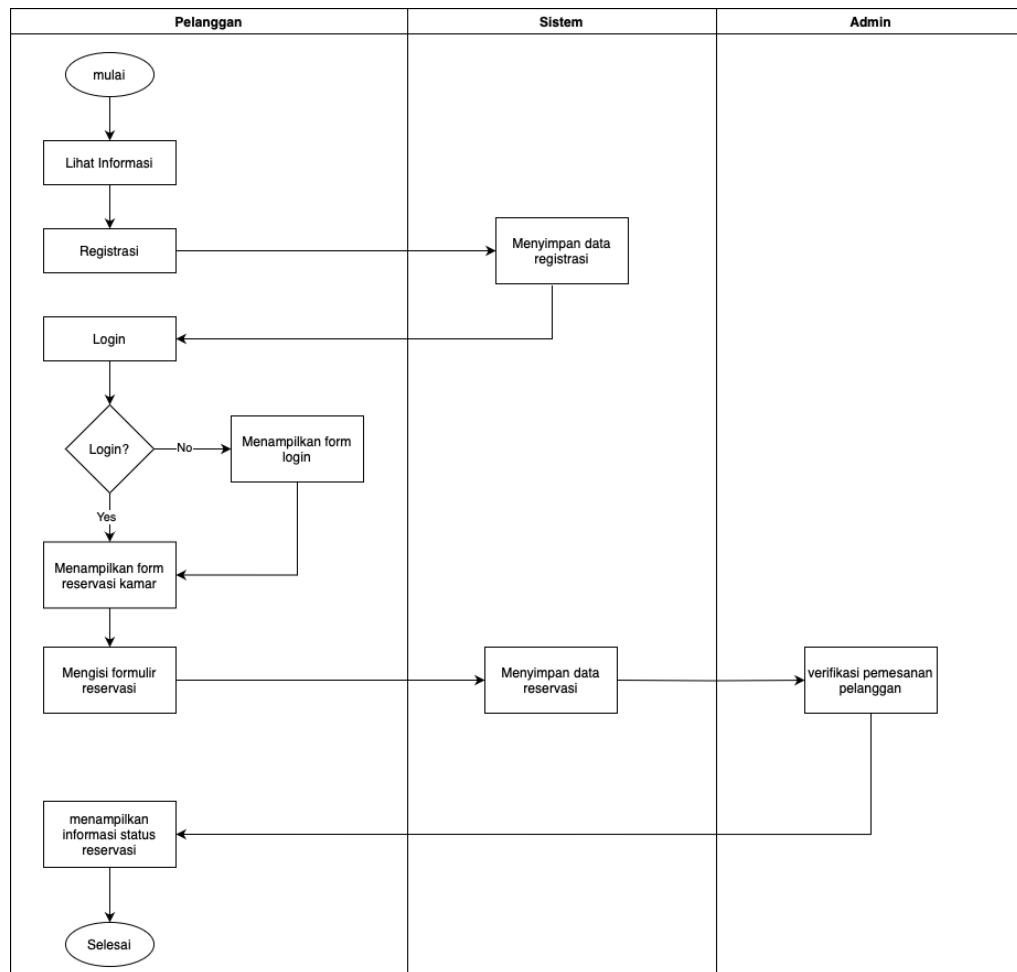 Pelanggan
Sistem
Admin
mulai
Lihat Informasi
Registrasi
Menyimpan data
registrasi
Login
Login?
No
Menampilkan form
login
Yes
Menampilkan form
reservasi kamar
Mengisi formulir
reservasi
Menyimpan data
reservasi
verifikasi pemesanan
pelanggan
menampilkan
informasi status
reservasi
Selesai